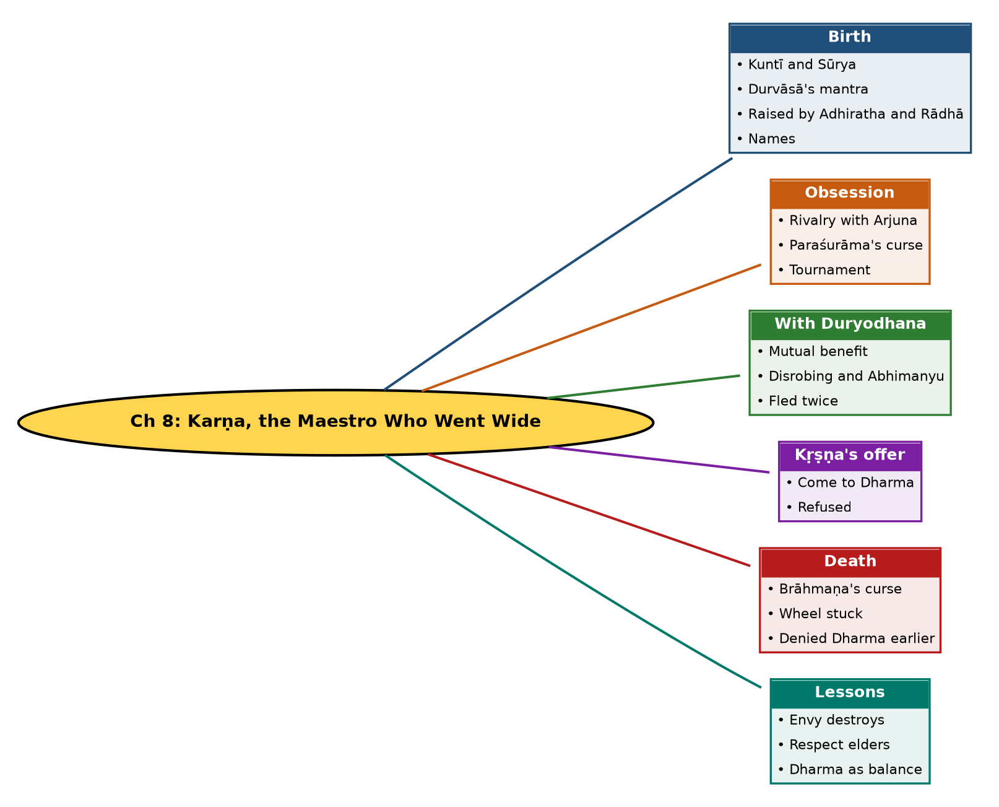 Birth
• Kuntī and Sūrya
• Durvāsā's mantra
• Raised by Adhiratha and Rādhā
• Names
Obsession
• Rivalry with Arjuna
• Paraśurāma's curse
• Tournament
With Duryodhana
• Mutual benefit
• Disrobing and Abhimanyu
• Fled twice
Ch 8: Karṇa, the Maestro Who Went Wide
Kṛṣṇa's offer
• Come to Dharma
• Refused
Death
• Brāhmaṇa's curse
• Wheel stuck
• Denied Dharma earlier
Lessons
• Envy destroys
• Respect elders
• Dharma as balance